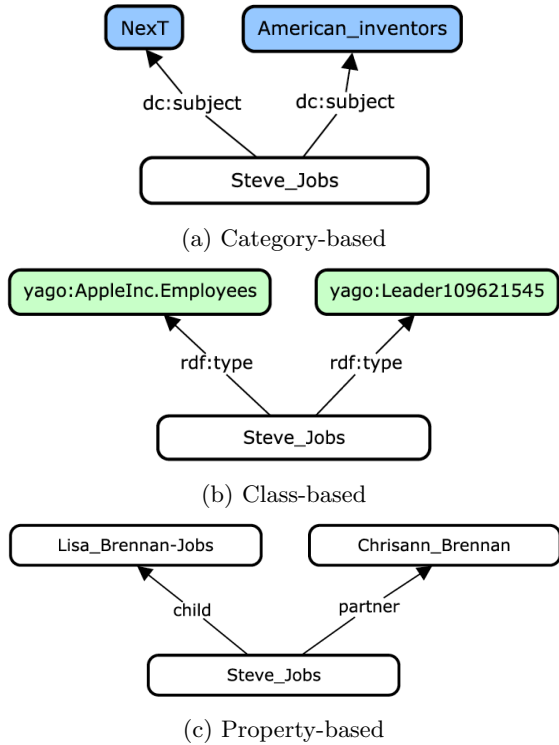 NexT
American_inventors
dc:subject
dc:subject
Steve_Jobs
(a) Category-based
yago:AppleInc.Employees
yago:Leader109621545
rdf:type
rdf:type
Steve_Jobs
(b) Class-based
Lisa_Brennan-Jobs
Chrisann_Brennan
child
partner
Steve_Jobs
(c) Property-based